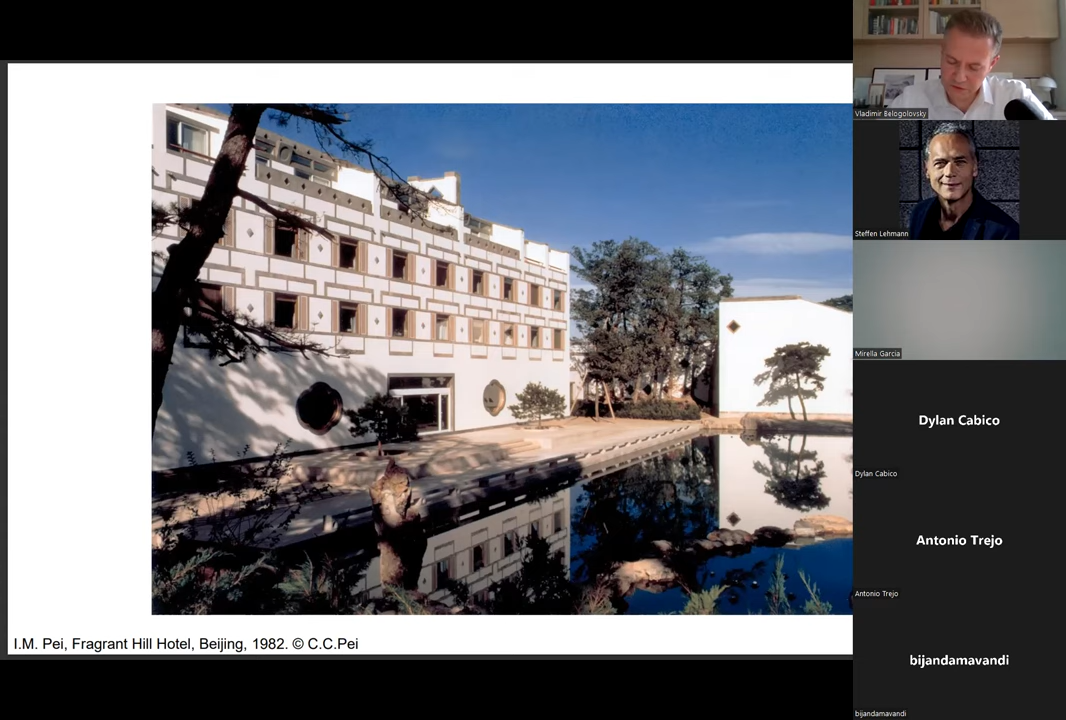 I.M. Pei, Fragrant Hill Hotel, Beijing, 1982. © C.C.Pei
Vladimir Belogolovsky
Steffen Lehmann
Mirella Garcia
Dylan Cabico
Dylan Cabico
Antonio Trejo
Antonio Trejo
bijandamavandi
bijandamavandi